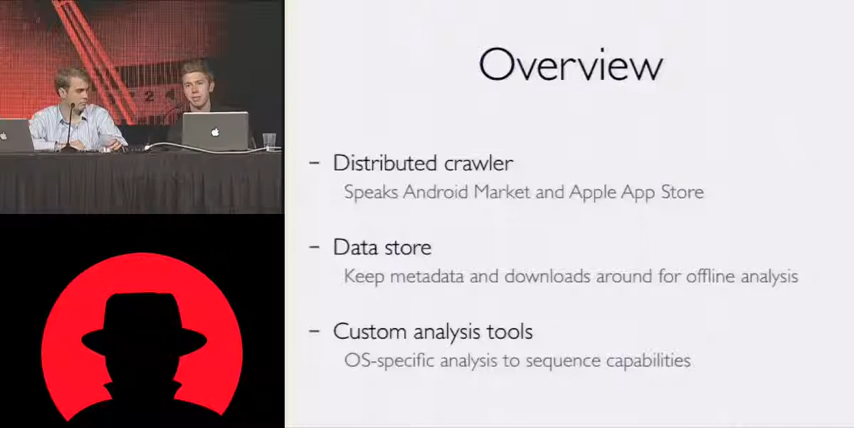 Overview
– Distributed crawler
Speaks Android Market and Apple App Store
– Data store
Keep metadata and downloads around for offline analysis
– Custom analysis tools
OS-specific analysis to sequence capabilities